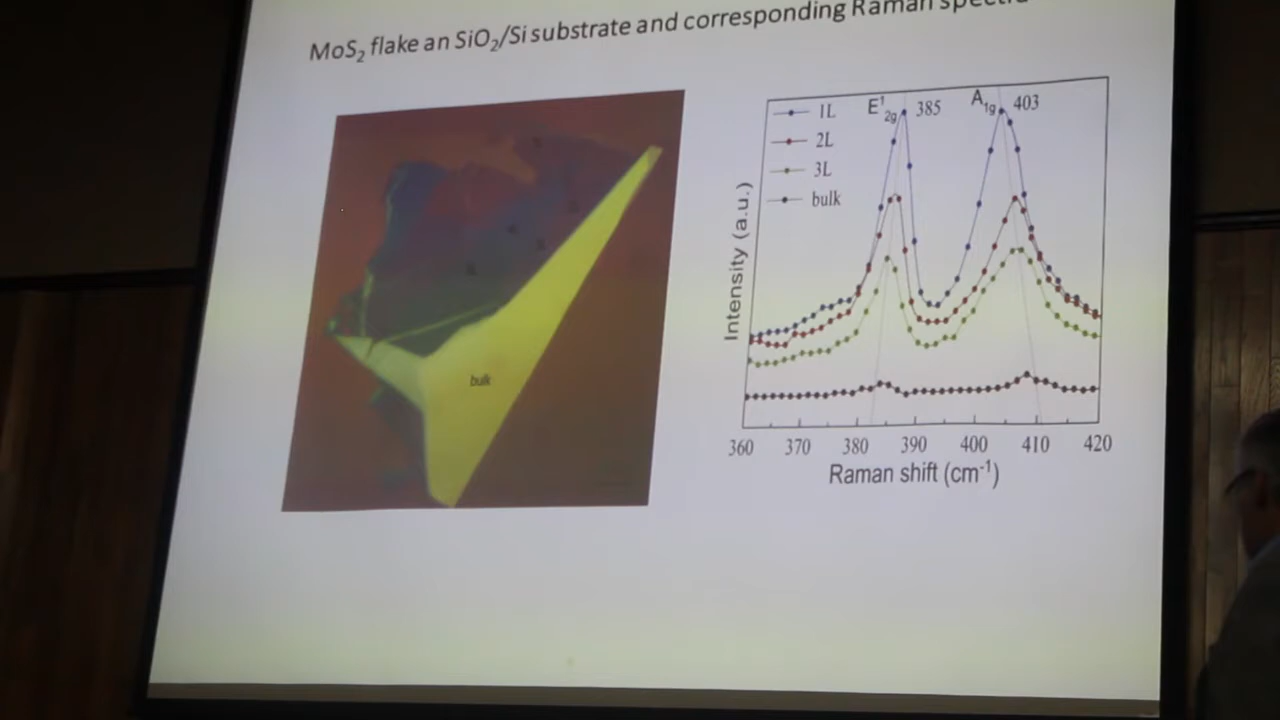 MoS₂ flake an SiO₂/Si substrate and corresponding Raman spectra
bulk
1L
2L
3L
bulk
E¹₂g 385
A₁g 403
Intensity (a.u.)
360 370 380 390 400 410 420
Raman shift (cm⁻¹)